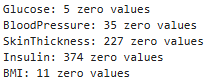 Glucose: 5 zero values
BloodPressure: 35 zero values
SkinThickness: 227 zero values
Insulin: 374 zero values
BMI: 11 zero values